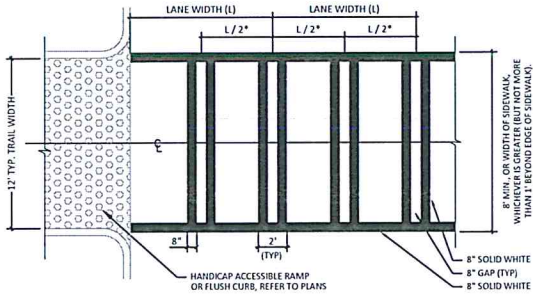 LANE WIDTH (L)
LANE WIDTH (L)
L / 2*
L / 2*
L / 2*
12' TYP. TRAIL WIDTH
℄
8" MIN., OR WIDTH OF SIDEWALK,
WHICHEVER IS GREATER (BUT NOT MORE
THAN 1' BEYOND EDGE OF SIDEWALK)
8"
2'
(TYP)
8" SOLID WHITE
8" GAP (TYP)
8" SOLID WHITE
HANDICAP ACCESSIBLE RAMP
OR FLUSH CURB, REFER TO PLANS